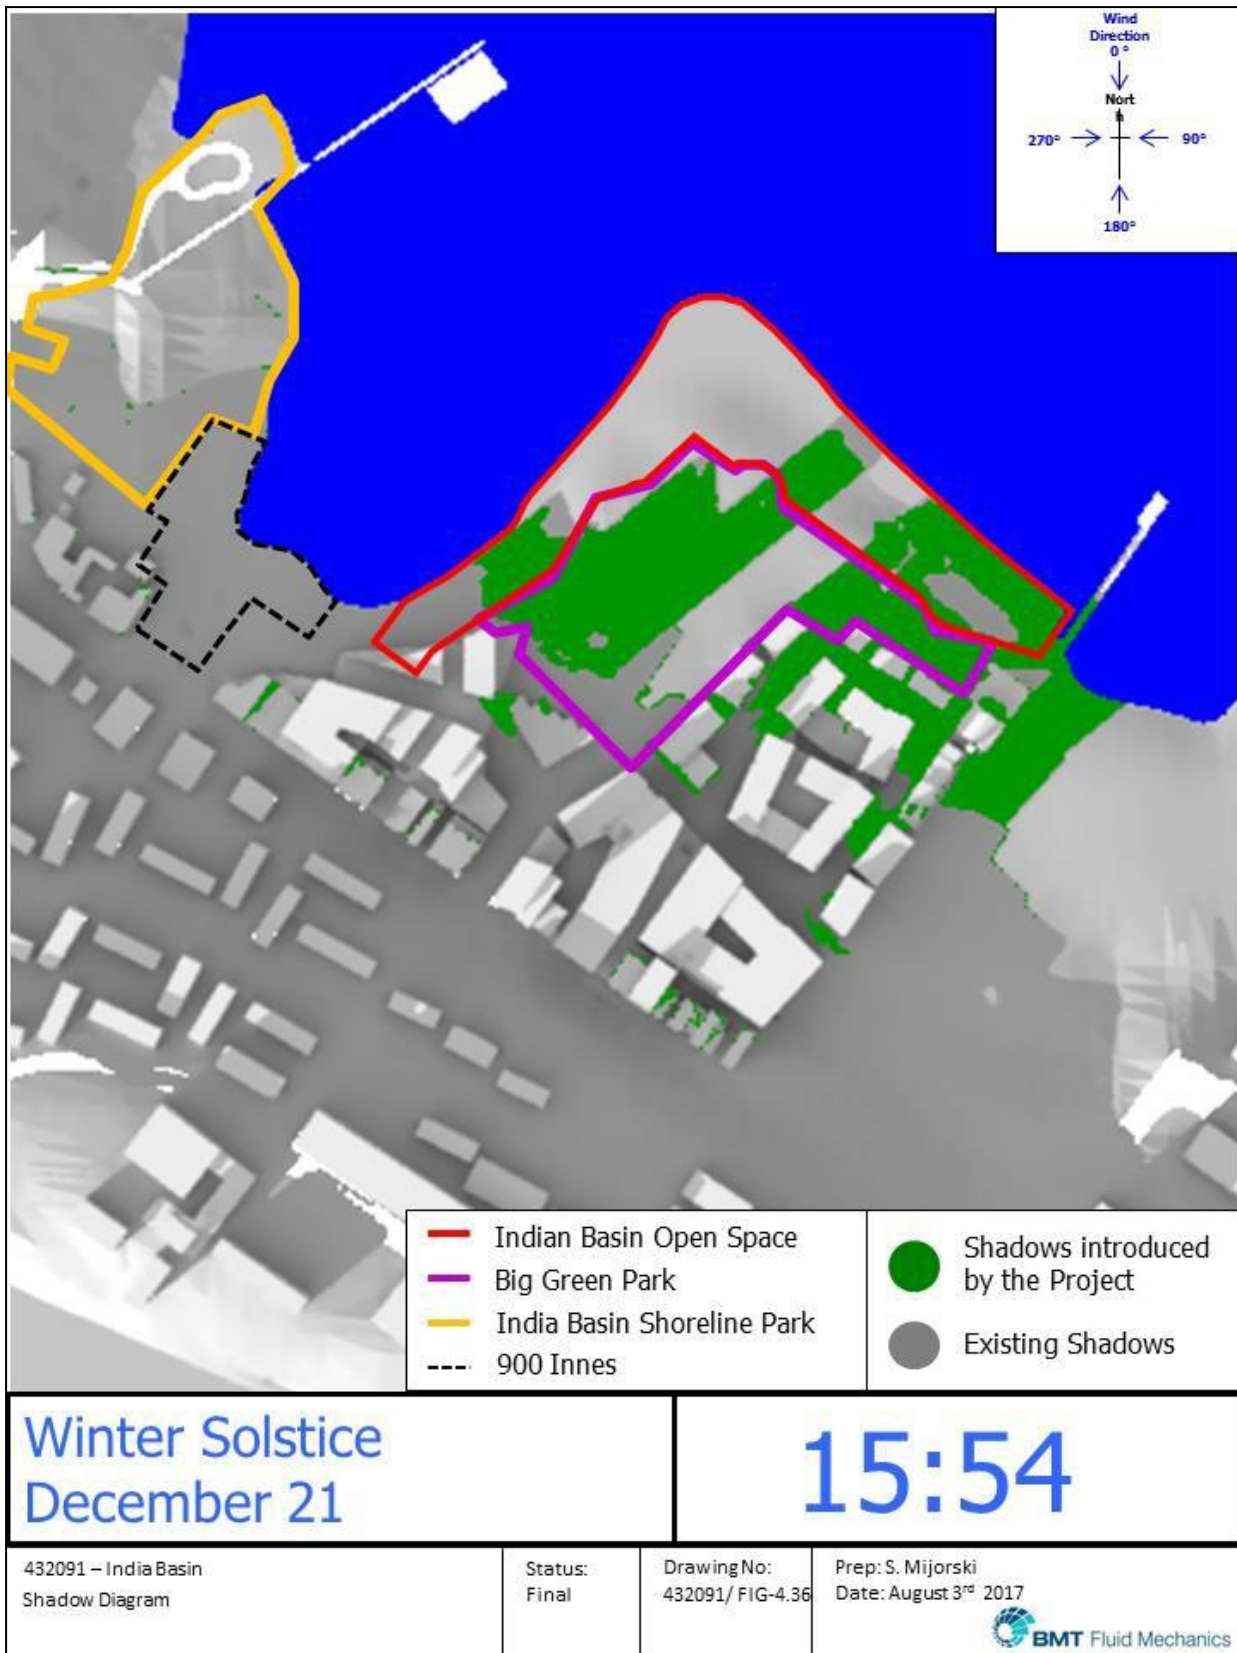 Wind
Direction
0 °
Nort
h
270°
90°
180°
Indian Basin Open Space
Big Green Park
India Basin Shoreline Park
900 Innes
Shadows introduced
by the Project
Existing Shadows
Winter Solstice
December 21
15:54
432091 – India Basin
Shadow Diagram
Status:
Final
Drawing No:
432091/ FIG-4.36
Prep: S. Mijorski
Date: August 3rd 2017
BMT Fluid Mechanics